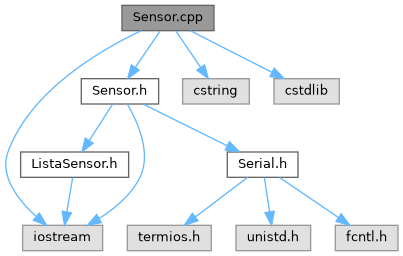 Sensor.cpp
Sensor.h
cstring
cstdlib
ListaSensor.h
Serial.h
iostream
termios.h
unistd.h
fcntl.h